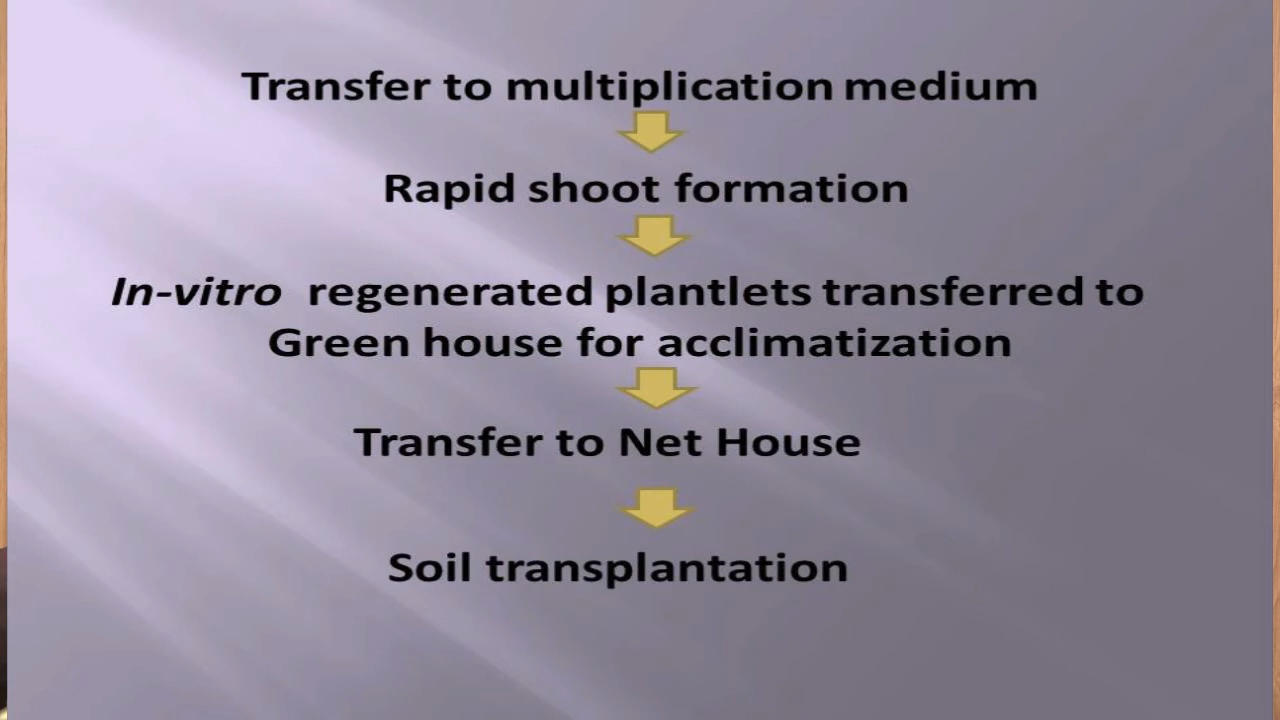 Transfer to multiplication medium
Rapid shoot formation
In-vitro regenerated plantlets transferred to
Green house for acclimatization
Transfer to Net House
Soil transplantation